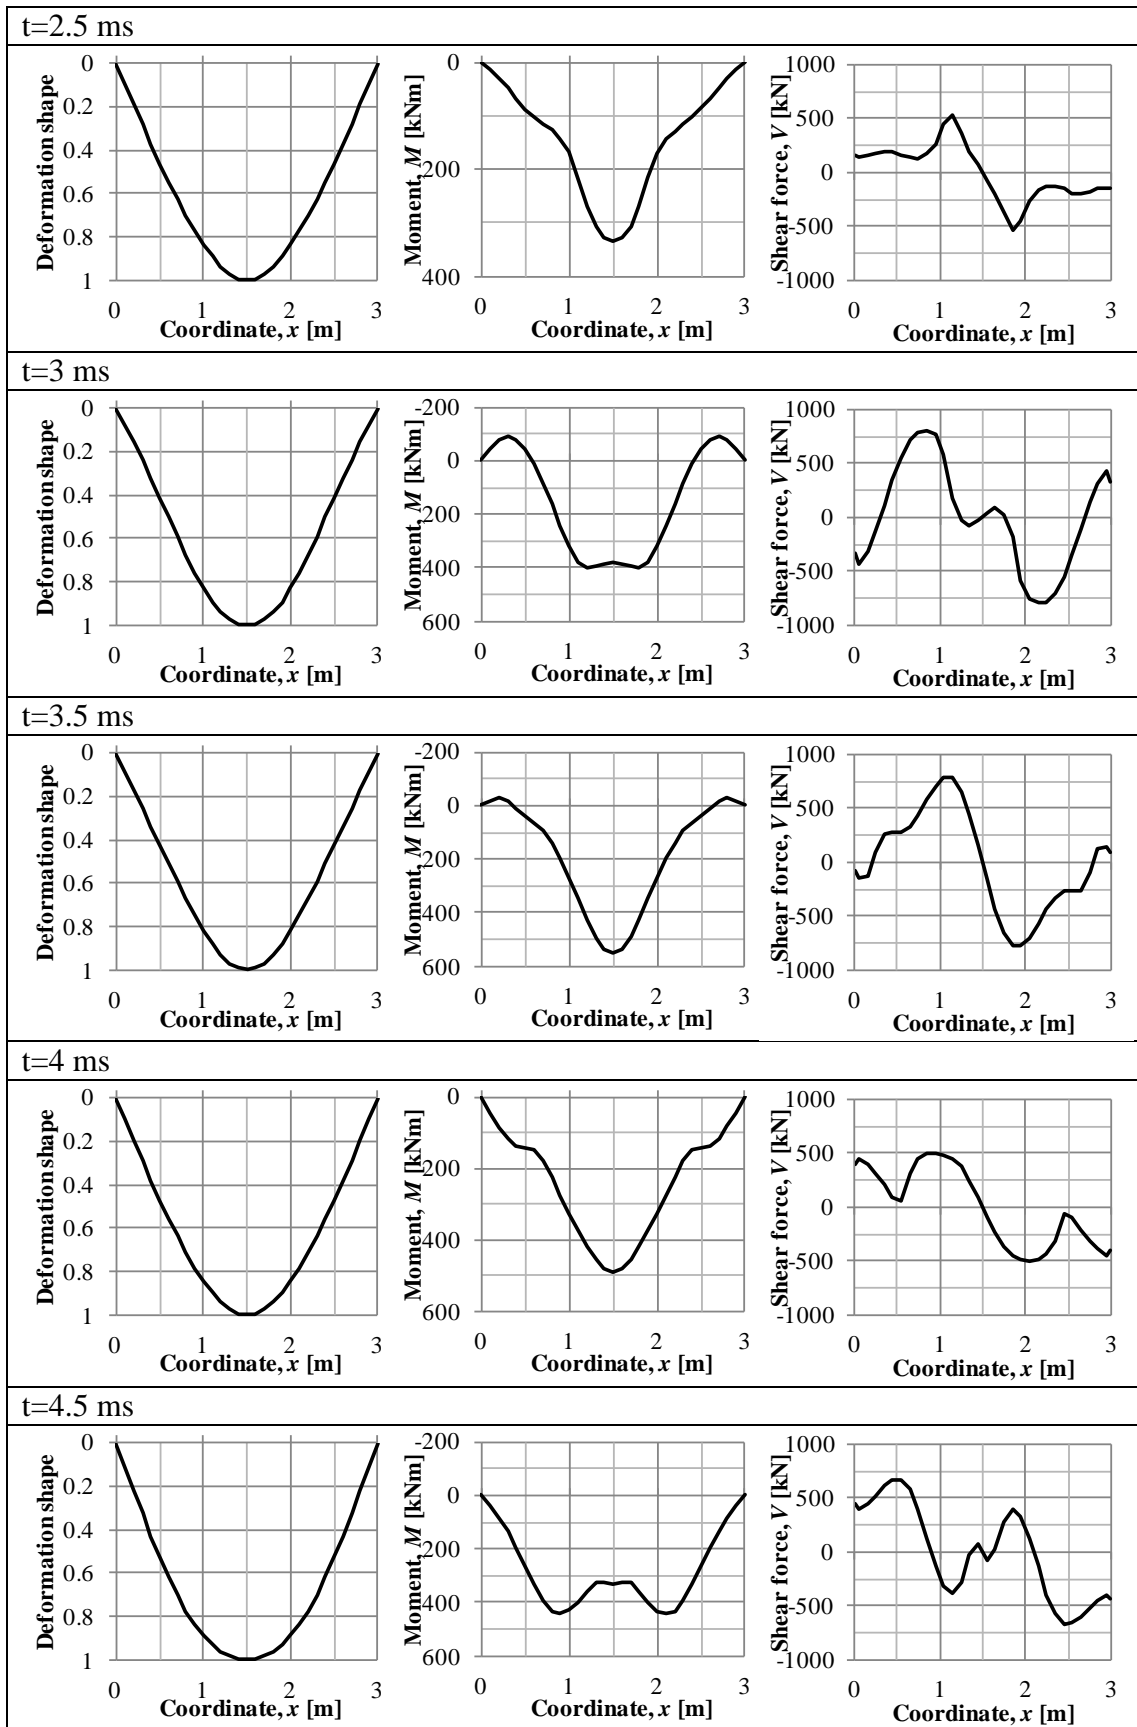 t=2.5 ms
Deformation shape
0
0.2
0.4
0.6
0.8
1
0 1 2 3
Coordinate, x [m]
Moment, M [kNm]
0
200
400
0 1 2 3
Coordinate, x [m]
Shear force, V [kN]
1000
500
0
-500
-1000
0 1 2 3
Coordinate, x [m]
t=3 ms
Deformation shape
0
0.2
0.4
0.6
0.8
1
0 1 2 3
Coordinate, x [m]
Moment, M [kNm]
-200
0
200
400
600
0 1 2 3
Coordinate, x [m]
Shear force, V [kN]
1000
500
0
-500
-1000
0 1 2 3
Coordinate, x [m]
t=3.5 ms
Deformation shape
0
0.2
0.4
0.6
0.8
1
0 1 2 3
Coordinate, x [m]
Moment, M [kNm]
-200
0
200
400
600
0 1 2 3
Coordinate, x [m]
Shear force, V [kN]
1000
500
0
-500
-1000
0 1 2 3
Coordinate, x [m]
t=4 ms
Deformation shape
0
0.2
0.4
0.6
0.8
1
0 1 2 3
Coordinate, x [m]
Moment, M [kNm]
0
200
400
600
0 1 2 3
Coordinate, x [m]
Shear force, V [kN]
1000
500
0
-500
-1000
0 1 2 3
Coordinate, x [m]
t=4.5 ms
Deformation shape
0
0.2
0.4
0.6
0.8
1
0 1 2 3
Coordinate, x [m]
Moment, M [kNm]
-200
0
200
400
600
0 1 2 3
Coordinate, x [m]
Shear force, V [kN]
1000
500
0
-500
-1000
0 1 2 3
Coordinate, x [m]